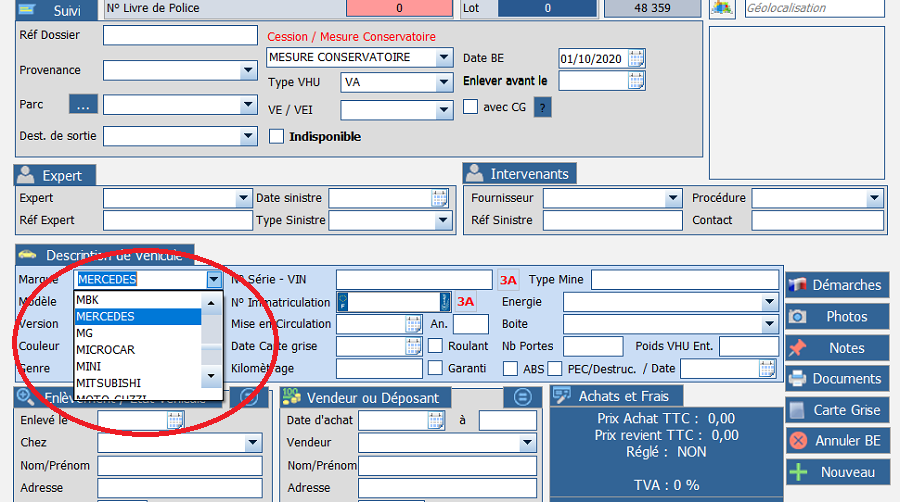 Suivi
N° Livre de Police
0
Lot
0
48 359
Géolocalisation
Réf Dossier
Provenance
Parc
...
Dest. de sortie
Cession / Mesure Conservatoire
MESURE CONSERVATOIRE
Type VHU
VA
VE / VEI
Indisponible
Date BE
01/10/2020
Enlever avant le
avec CG
?
Expert
Expert
Date sinistre
Réf Expert
Type Sinistre
Intervenants
Fournisseur
Procédure
Réf Sinistre
Contact
Description de Véhicule
Marque
MERCEDES
N° Série - VIN
3A
Type Mine
Modèle
MBK
MERCEDES
MG
MICROCAR
MINI
MITSUBISHI
MOTO GUZZI
N° Immatriculation
F
3A
Energie
Version
Mise en Circulation
An.
Boite
Couleur
Date Carte grise
Roulant
Nb Portes
Poids VHU Ent.
Genre
Kilomètrage
Garanti
ABS
PEC/Destruc.
/ Date
Démarches
Photos
Notes
Documents
Carte Grise
Annuler BE
Nouveau
Enlèvement / Etat Véhicule
Enlevé le
Chez
Nom/Prénom
Adresse
Vendeur ou Déposant
Date d'achat
à
Vendeur
Nom/Prénom
Adresse
Achats et Frais
Prix Achat TTC : 0,00
Prix revient TTC : 0,00
Réglé : NON
TVA : 0 %